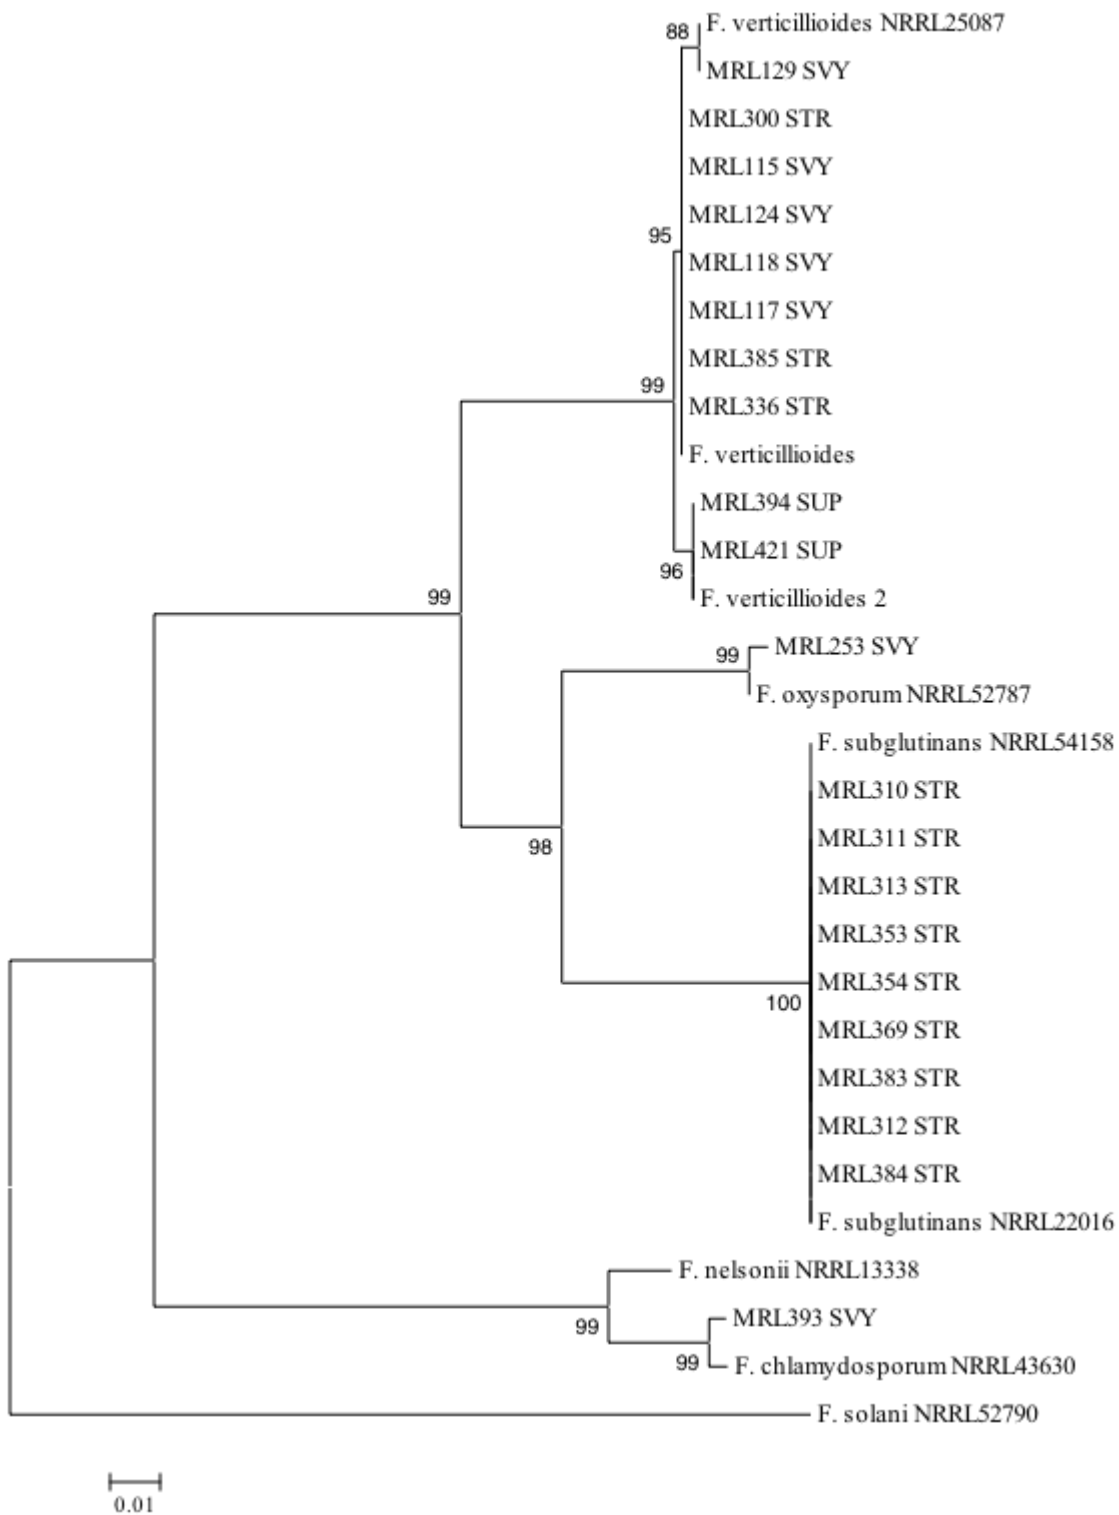 88
F. verticillioides NRRL25087
MRL129 SVY
MRL300 STR
MRL115 SVY
MRL124 SVY
95
MRL118 SVY
MRL117 SVY
MRL385 STR
99
MRL336 STR
F. verticillioides
MRL394 SUP
MRL421 SUP
96
F. verticillioides 2
99
MRL253 SVY
99
F. oxysporum NRRL52787
F. subglutinans NRRL54158
MRL310 STR
MRL311 STR
98
MRL313 STR
MRL353 STR
MRL354 STR
100
MRL369 STR
MRL383 STR
MRL312 STR
MRL384 STR
F. subglutinans NRRL22016
F. nelsonii NRRL13338
MRL393 SVY
99
F. chlamydosporum NRRL43630
99
F. solani NRRL52790
0.01